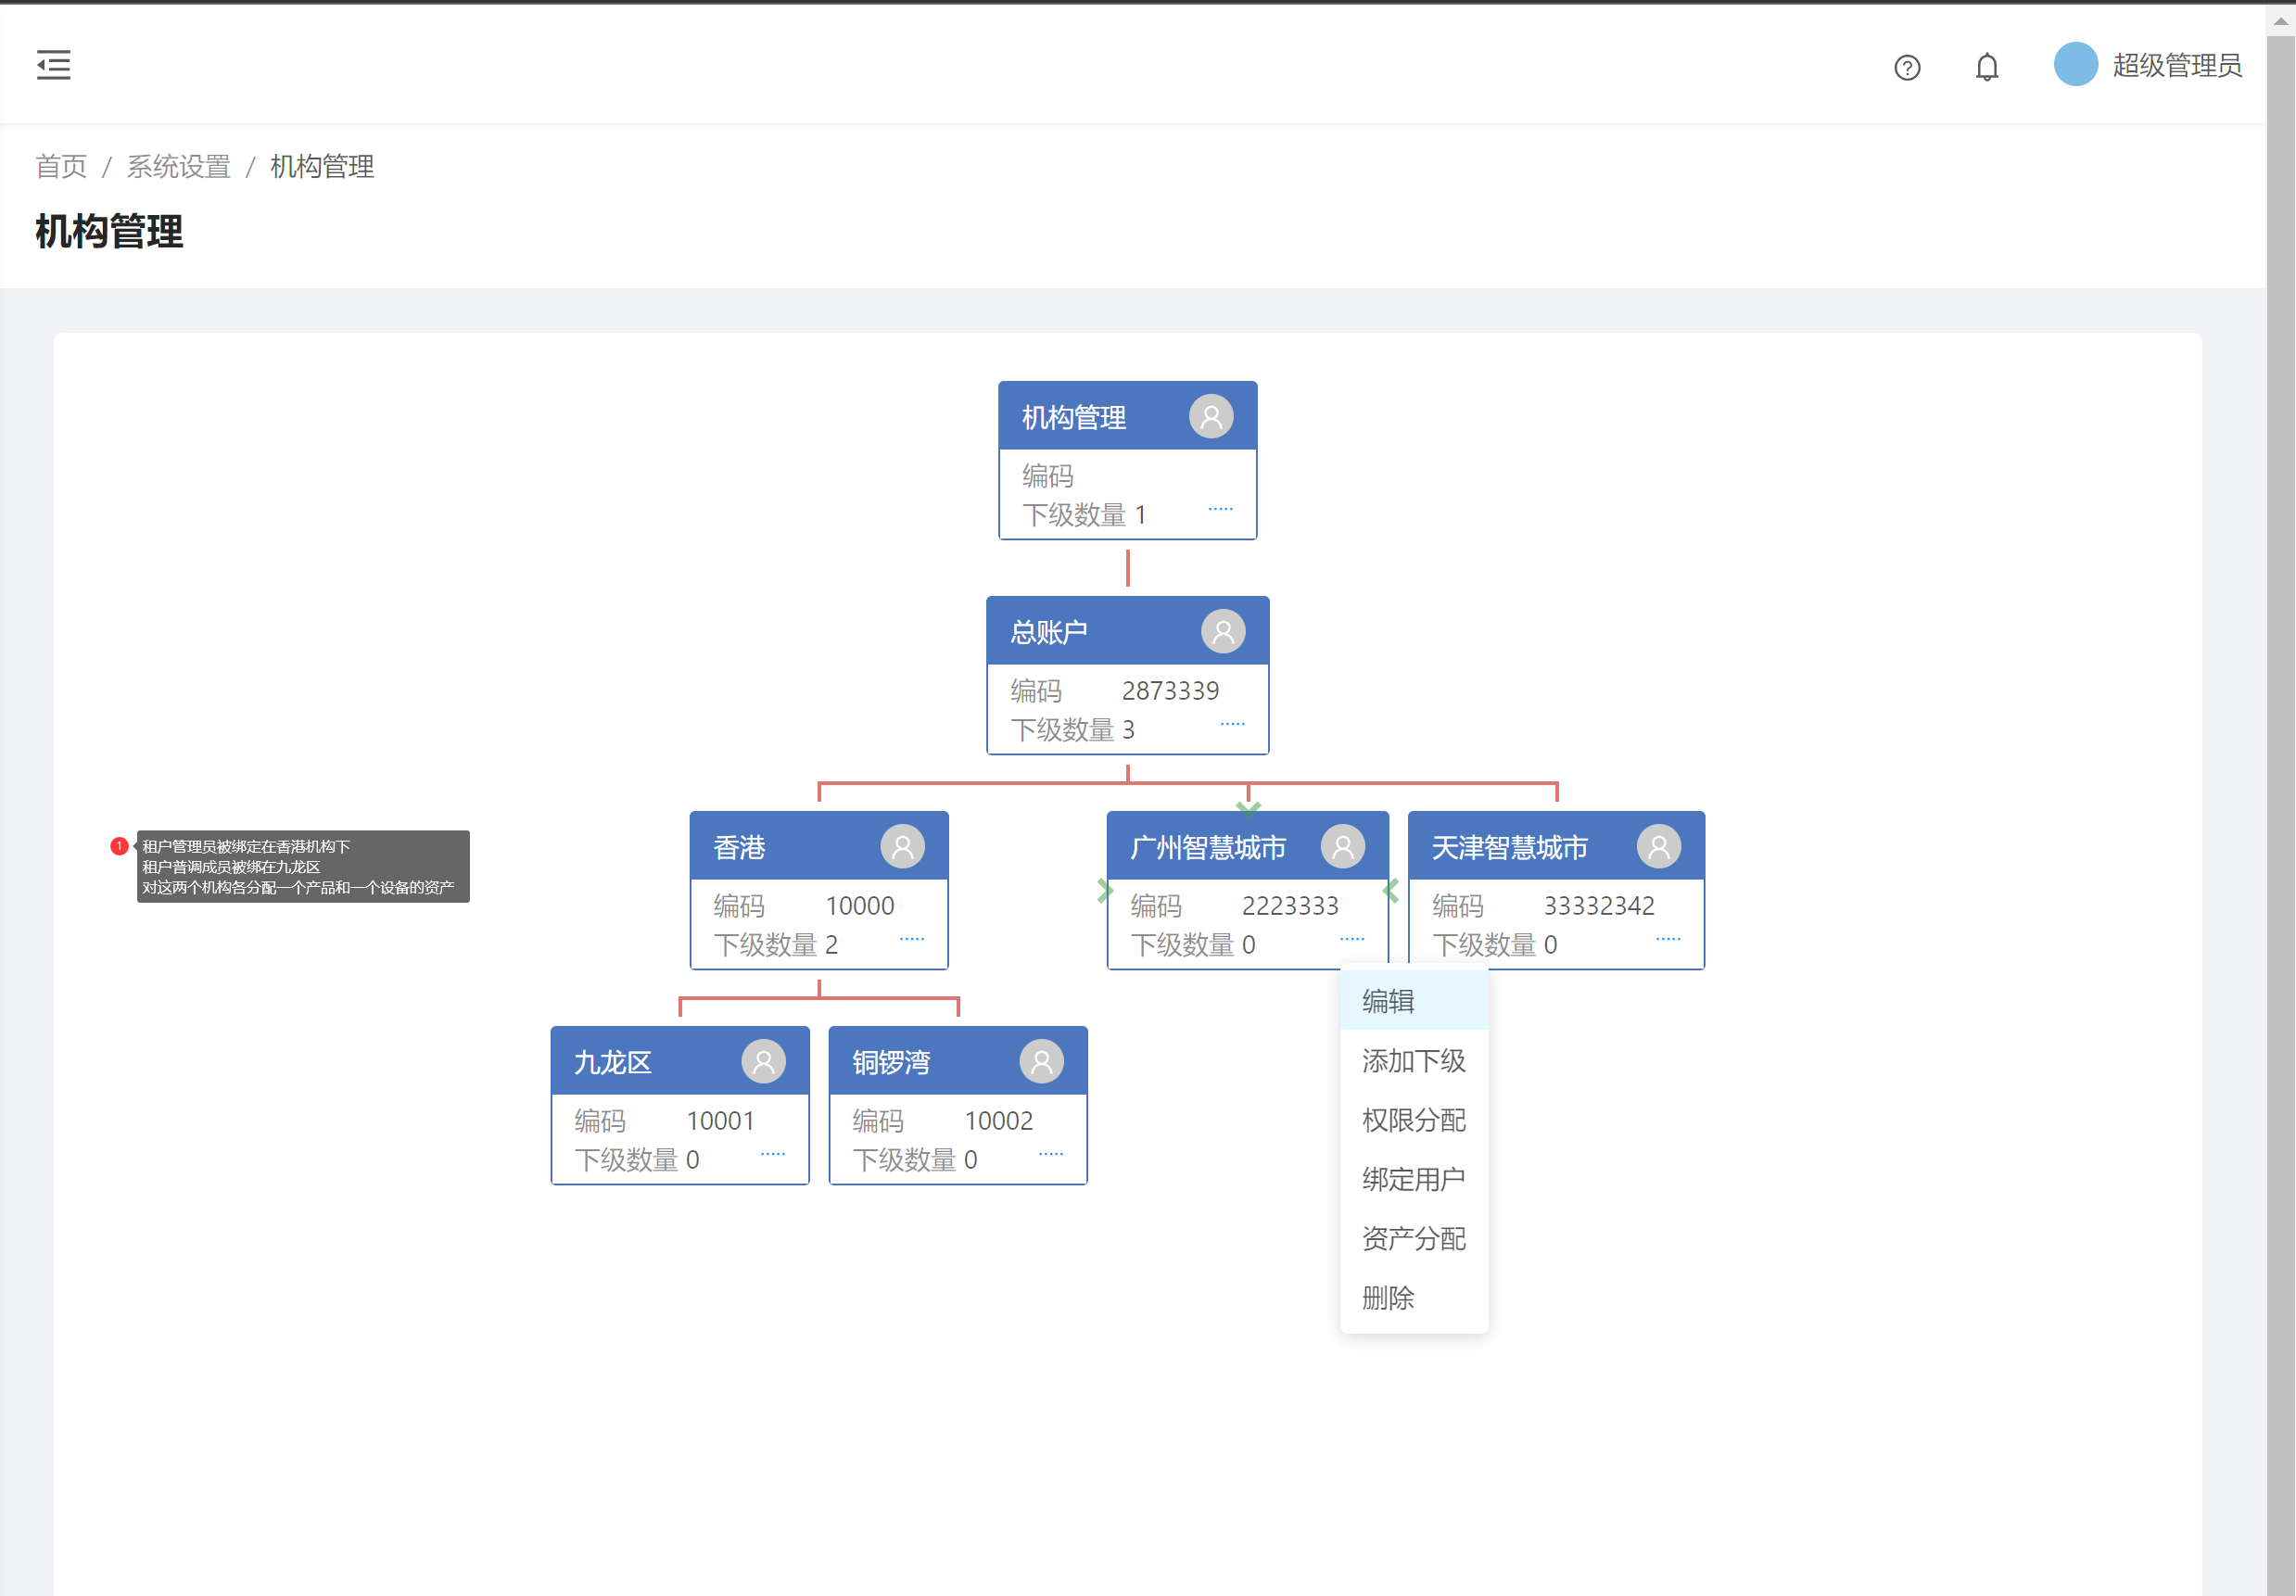 超级管理员
首页 / 系统设置 / 机构管理
机构管理
机构管理
编码
下级数量 1
总账户
编码 2873339
下级数量 3
1
租户管理员被绑定在香港机构下
租户普调成员被绑在九龙区
对这两个机构各分配一个产品和一个设备的资产
香港
编码 10000
下级数量 2
广州智慧城市
编码 2223333
下级数量 0
天津智慧城市
编码 33332342
下级数量 0
九龙区
编码 10001
下级数量 0
铜锣湾
编码 10002
下级数量 0
编辑
添加下级
权限分配
绑定用户
资产分配
删除